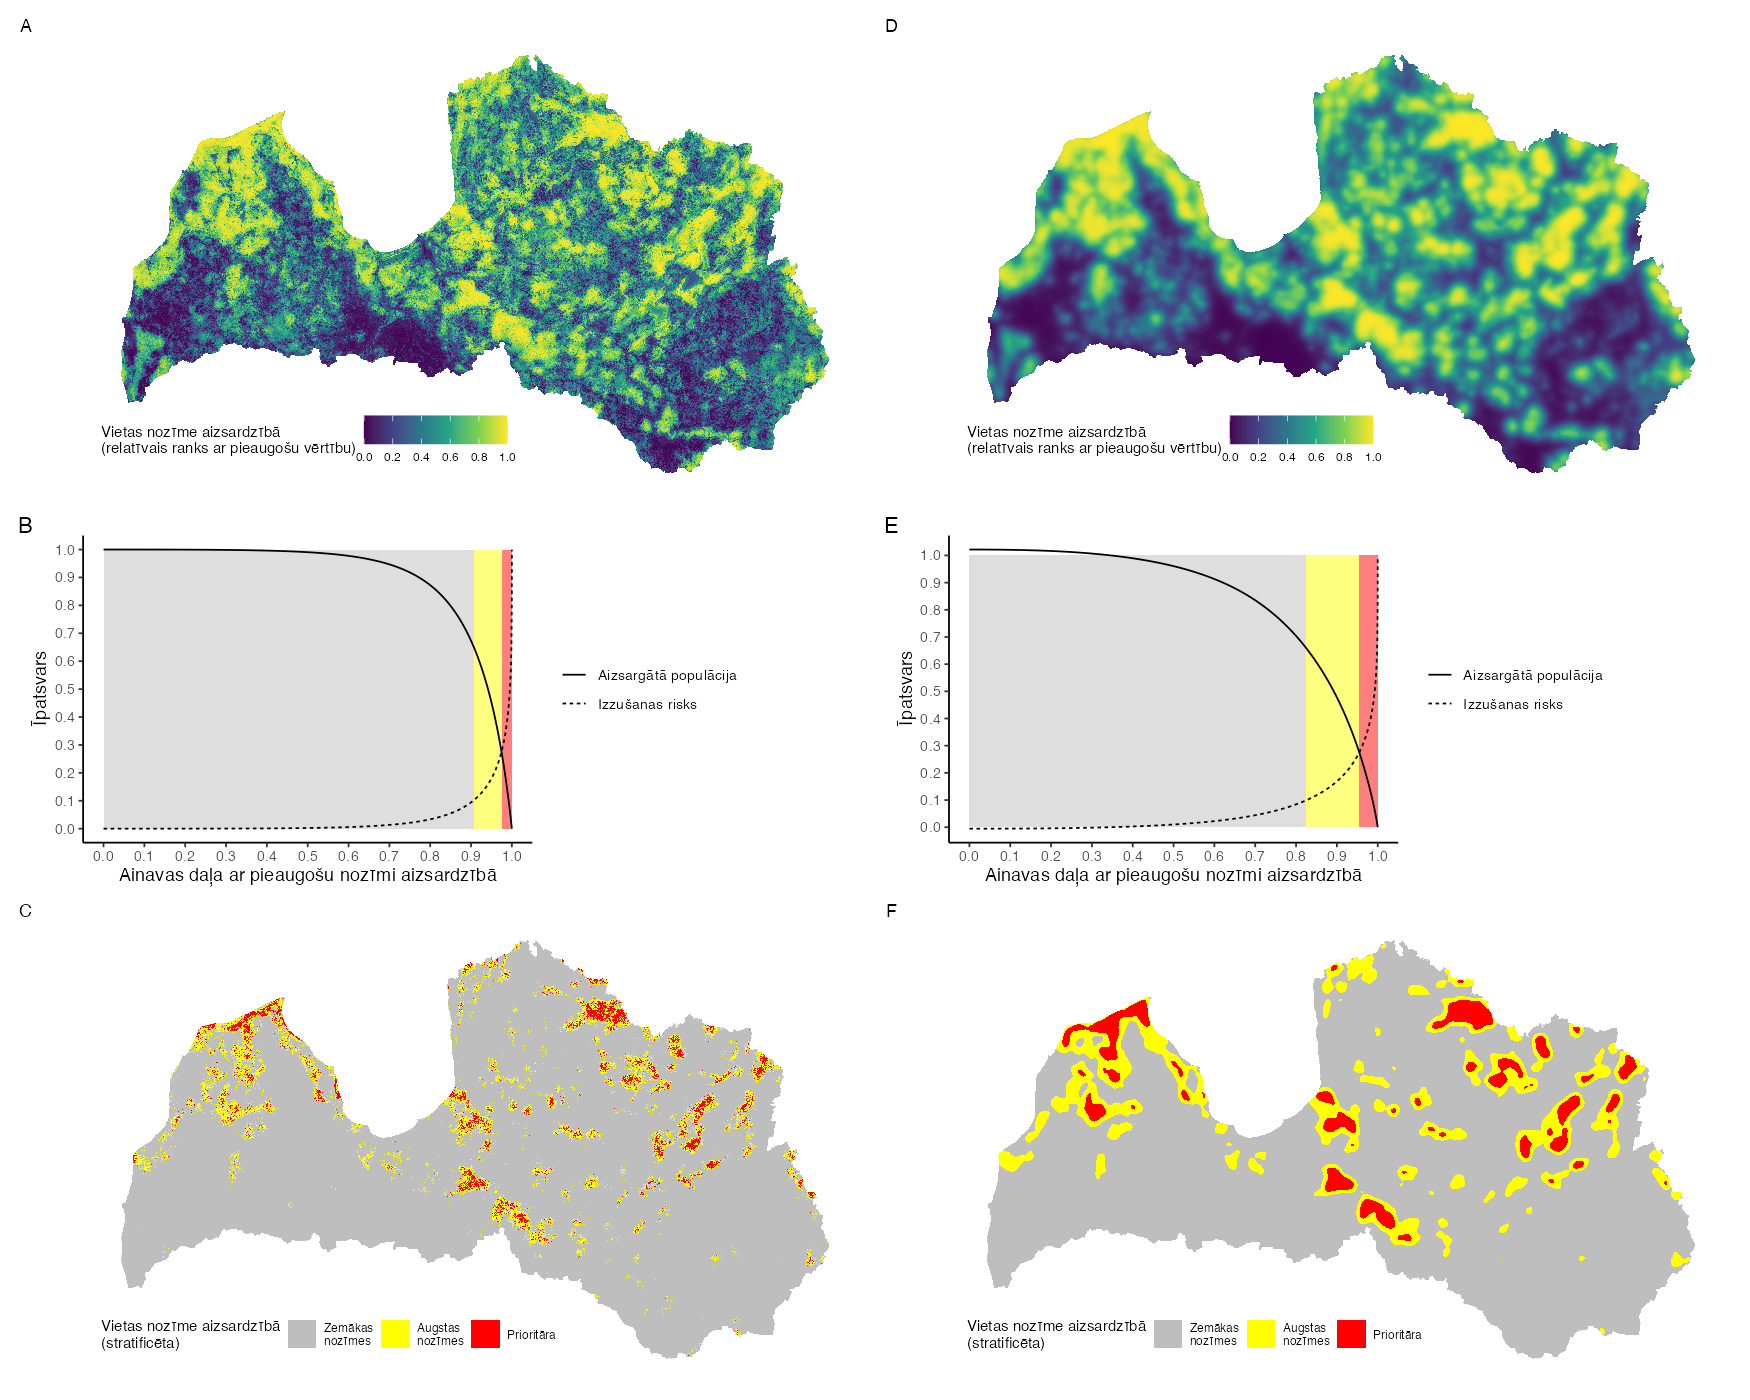 A
Vietas nozīme aizsardzībā
(relatīvais ranks ar pieaugošu vērtību)
0.0 0.2 0.4 0.6 0.8 1.0
D
Vietas nozīme aizsardzībā
(relatīvais ranks ar pieaugošu vērtību)
0.0 0.2 0.4 0.6 0.8 1.0
B
Īpatsvars
1.0
0.9
0.8
0.7
0.6
0.5
0.4
0.3
0.2
0.1
0.0
0.0 0.1 0.2 0.3 0.4 0.5 0.6 0.7 0.8 0.9 1.0
Ainavas daļa ar pieaugošu nozīmi aizsardzībā
Aizsargātā populācija
Izzušanas risks
E
Īpatsvars
1.0
0.9
0.8
0.7
0.6
0.5
0.4
0.3
0.2
0.1
0.0
0.0 0.1 0.2 0.3 0.4 0.5 0.6 0.7 0.8 0.9 1.0
Ainavas daļa ar pieaugošu nozīmi aizsardzībā
Aizsargātā populācija
Izzušanas risks
C
Vietas nozīme aizsardzībā
(stratificēta)
Zemākas
nozīmes
Augstas
nozīmes
Prioritāra
F
Vietas nozīme aizsardzībā
(stratificēta)
Zemākas
nozīmes
Augstas
nozīmes
Prioritāra